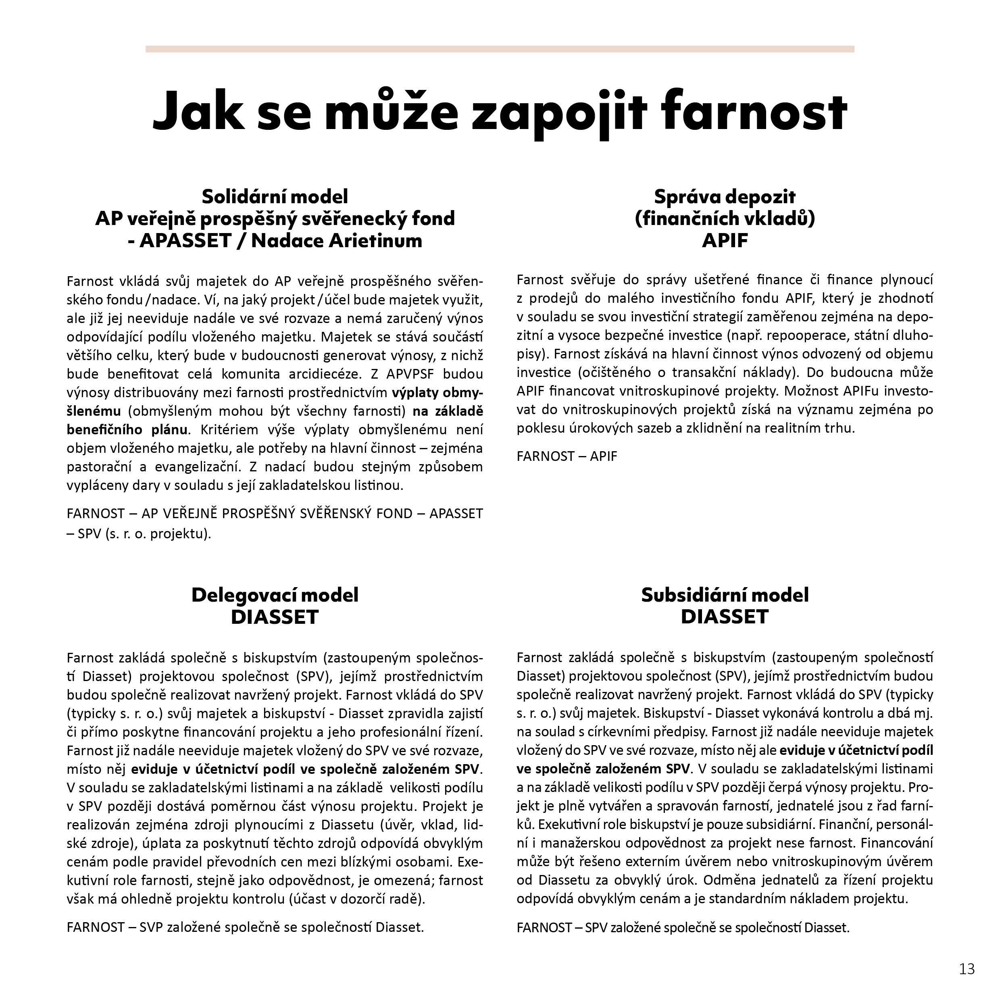 Jak se může zapojit farnost
Solidární model
AP veřejně prospěšný svěřenecký fond
- APASSET / Nadace Arietinum
Farnost vkládá svůj majetek do AP veřejně prospěšného svěřen-
ského fondu/nadace. Ví, na jaký projekt/účel bude majetek využit,
ale již jej neeviduje nadále ve své rozvaze a nemá zaručený výnos
odpovídající podílu vloženého majetku. Majetek se stává součástí
většího celku, který bude v budoucnosti generovat výnosy, z nichž
bude benefitovat celá komunita arcidiecéze. Z APVPSF budou
výnosy distribuovány mezi farnosti prostřednictvím výplaty obmy-
šlenému (obmyšleným mohou být všechny farnosti) na základě
benefičního plánu. Kritériem výše výplaty obmyšlenému není
objem vloženého majetku, ale potřeby na hlavní činnost – zejména
pastorační a evangelizační. Z nadací budou stejným způsobem
vypláceny dary v souladu s její zakladatelskou listinou.
FARNOST – AP VEŘEJNĚ PROSPĚŠNÝ SVĚŘENSKÝ FOND – APASSET
– SPV (s. r. o. projektu).
Správa depozit
(finančních vkladů)
APIF
Farnost svěřuje do správy ušetřené finance či finance plynoucí
z prodejů do malého investičního fondu APIF, který je zhodnotí
v souladu se svou investiční strategií zaměřenou zejména na depo-
zitní a vysoce bezpečné investice (např. repooperace, státní dluho-
pisy). Farnost získává na hlavní činnost výnos odvozený od objemu
investice (očištěného o transakční náklady). Do budoucna může
APIF financovat vnitroskupinové projekty. Možnost APIFu investo-
vat do vnitroskupinových projektů získá na významu zejména po
poklesu úrokových sazeb a zklidnění na realitním trhu.
FARNOST – APIF
Delegovací model
DIASSET
Farnost zakládá společně s biskupstvím (zastoupeným společnos-
tí Diasset) projektovou společnost (SPV), jejímž prostřednictvím
budou společně realizovat navržený projekt. Farnost vkládá do SPV
(typicky s. r. o.) svůj majetek a biskupství - Diasset zpravidla zajistí
či přímo poskytne financování projektu a jeho profesionální řízení.
Farnost již nadále neeviduje majetek vložený do SPV ve své rozvaze,
místo něj eviduje v účetnictví podíl ve společně založeném SPV.
V souladu se zakladatelskými listinami a na základě velikosti podílu
v SPV později dostává poměrnou část výnosu projektu. Projekt je
realizován zejména zdroji plynoucími z Diassetu (úvěr, vklad, lid-
ské zdroje), úplata za poskytnutí těchto zdrojů odpovídá obvyklým
cenám podle pravidel převodních cen mezi blízkými osobami. Exe-
kutivní role farnosti, stejně jako odpovědnost, je omezená; farnost
však má ohledně projektu kontrolu (účast v dozorčí radě).
FARNOST – SVP založené společně se společností Diasset.
Subsidiární model
DIASSET
Farnost zakládá společně s biskupstvím (zastoupeným společností
Diasset) projektovou společnost (SPV), jejímž prostřednictvím budou
společně realizovat navržený projekt. Farnost vkládá do SPV (typicky
s. r. o.) svůj majetek. Biskupství - Diasset vykonává kontrolu a dbá mj.
na soulad s církevními předpisy. Farnost již nadále neeviduje majetek
vložený do SPV ve své rozvaze, místo něj ale eviduje v účetnictví podíl
ve společně založeném SPV. V souladu se zakladatelskými listinami
a na základě velikosti podílu v SPV později čerpá výnosy projektu. Pro-
jekt je plně vytvářen a spravován farností, jednatelé jsou z řad farní-
ků. Exekutivní role biskupství je pouze subsidiární. Finanční, personál-
ní i manažerskou odpovědnost za projekt nese farnost. Financování
může být řešeno externím úvěrem nebo vnitroskupinovým úvěrem
od Diassetu za obvyklý úrok. Odměna jednatelů za řízení projektu
odpovídá obvyklým cenám a je standardním nákladem projektu.
FARNOST – SPV založené společně se společností Diasset.
13